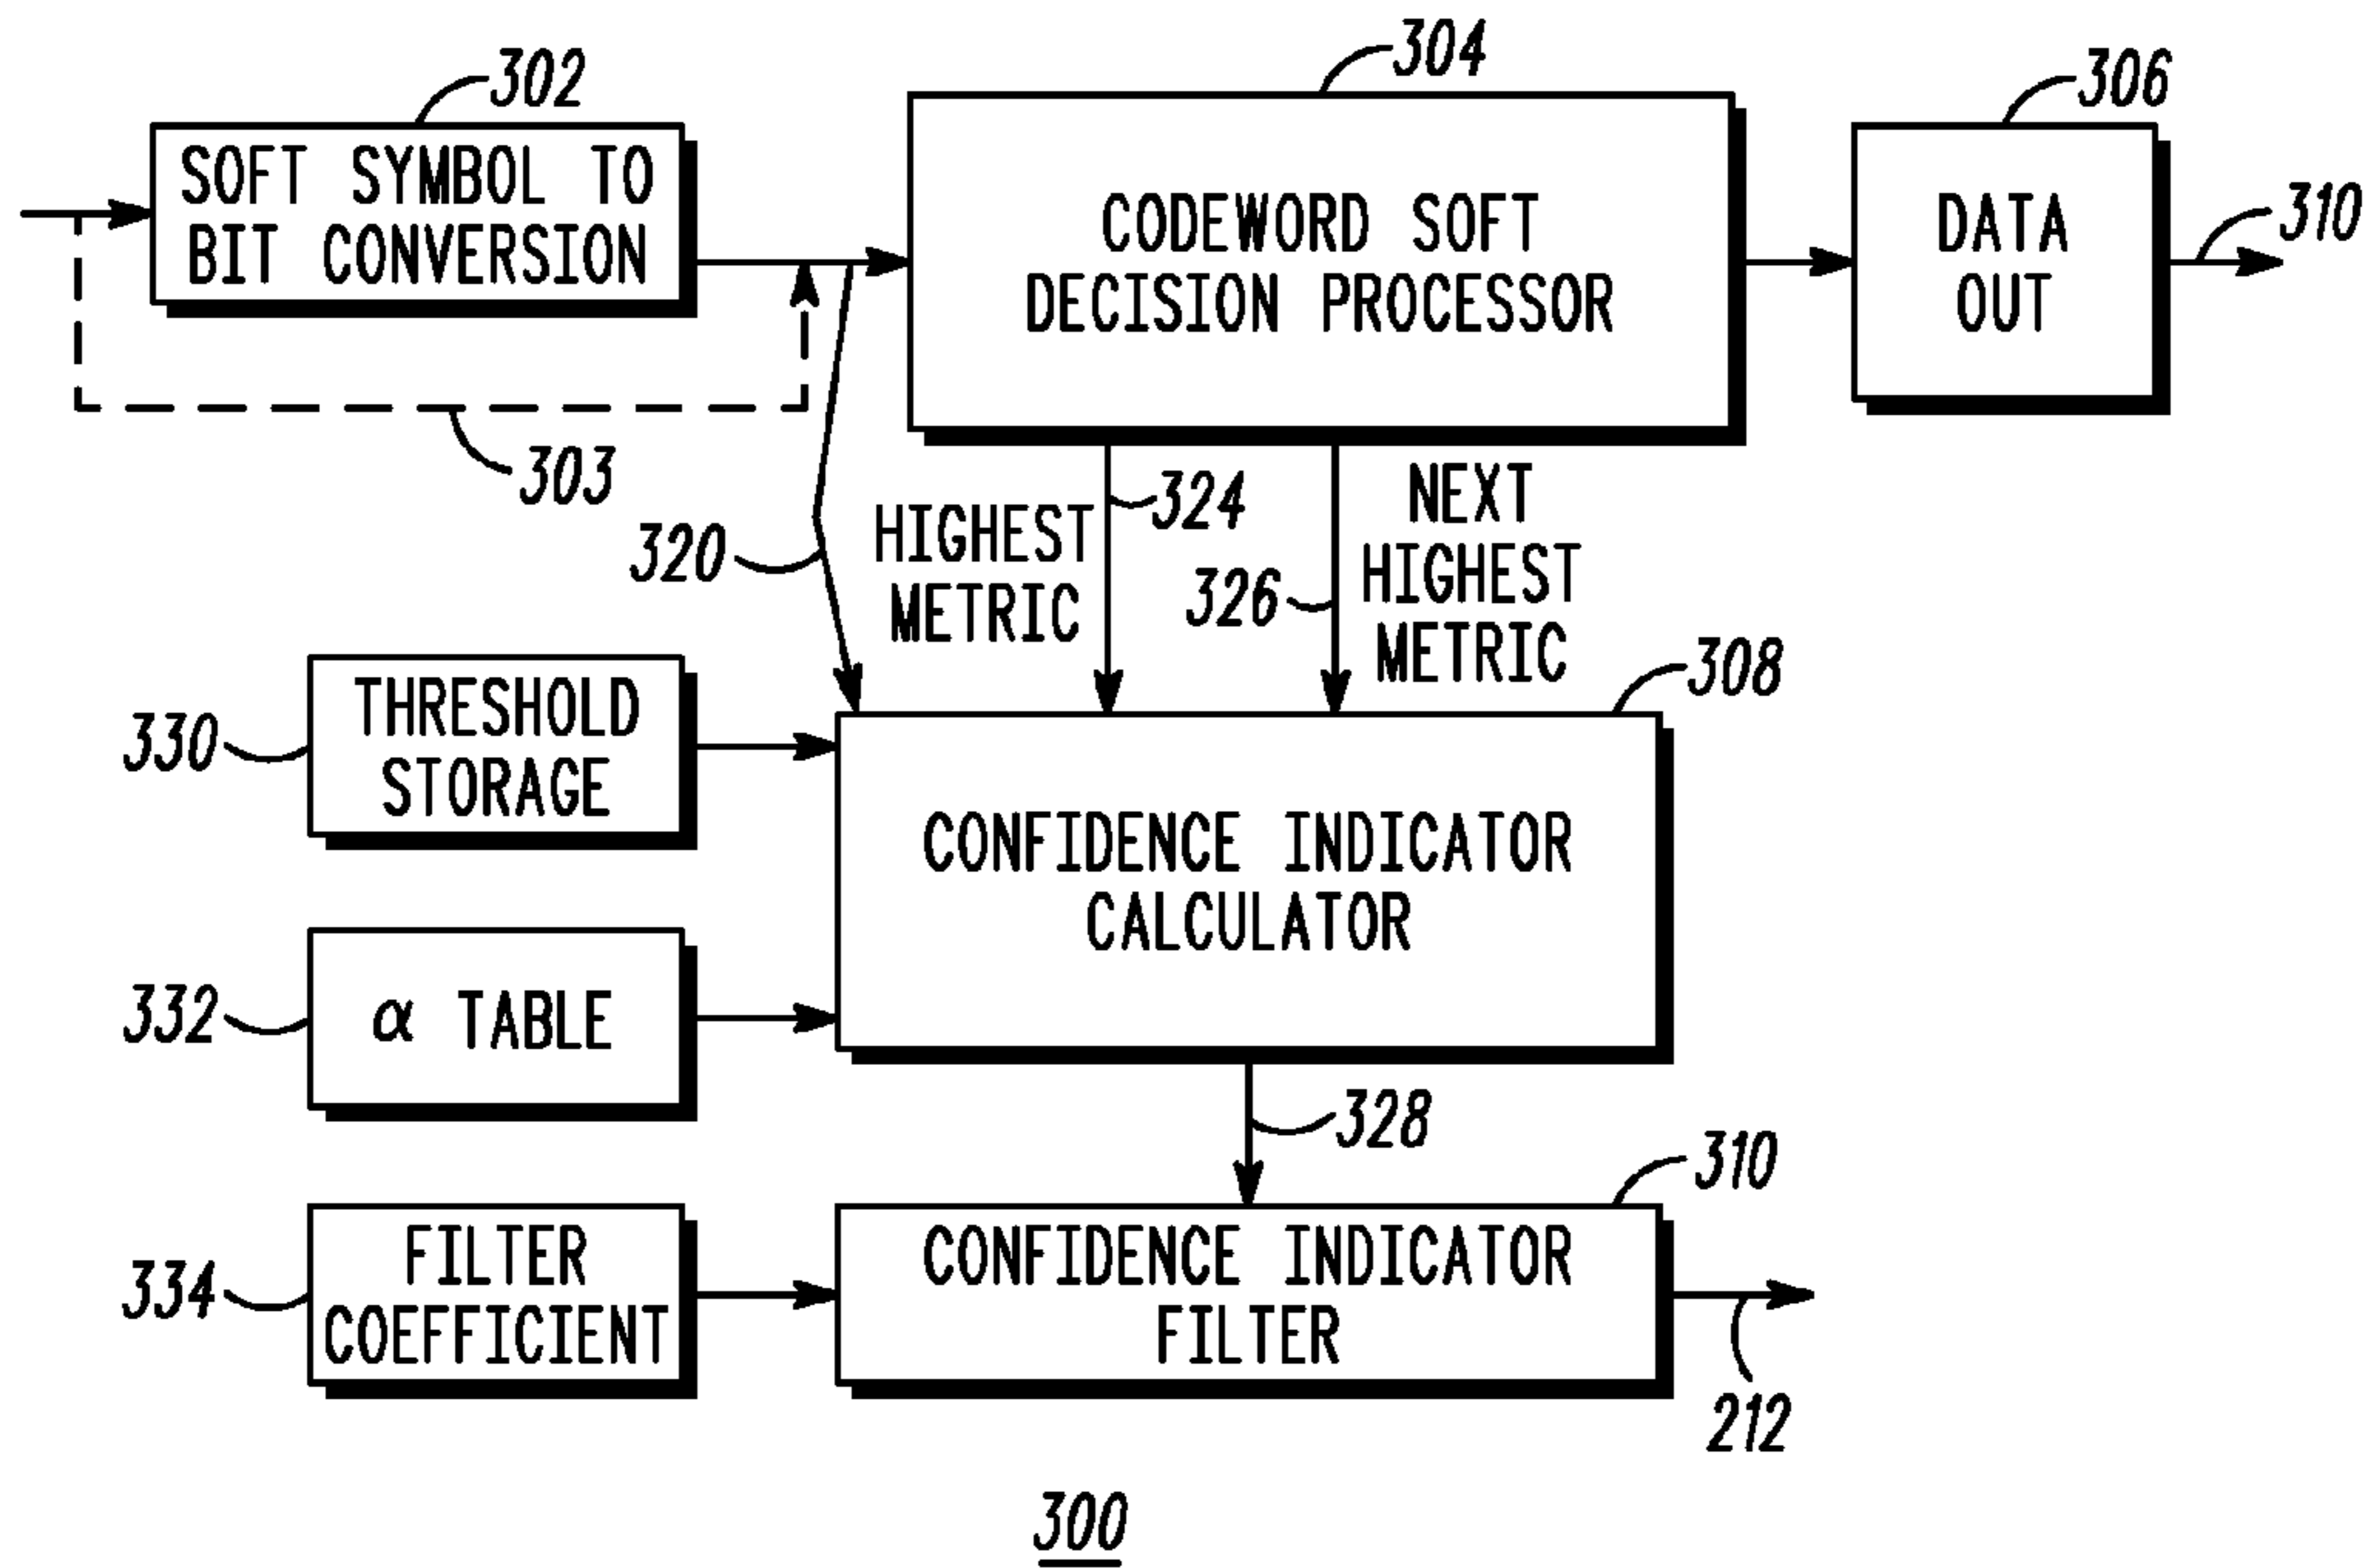 304
302
306
SOFT SYMBOL TO
BIT CONVERSION
CODEWORD SOFT
DECISION PROCESSOR
DATA
OUT
310
303
320
HIGHEST
METRIC
324
326
NEXT
HIGHEST
METRIC
308
330
THRESHOLD
STORAGE
CONFIDENCE INDICATOR
CALCULATOR
332
α TABLE
328
310
334
FILTER
COEFFICIENT
CONFIDENCE INDICATOR
FILTER
212
300